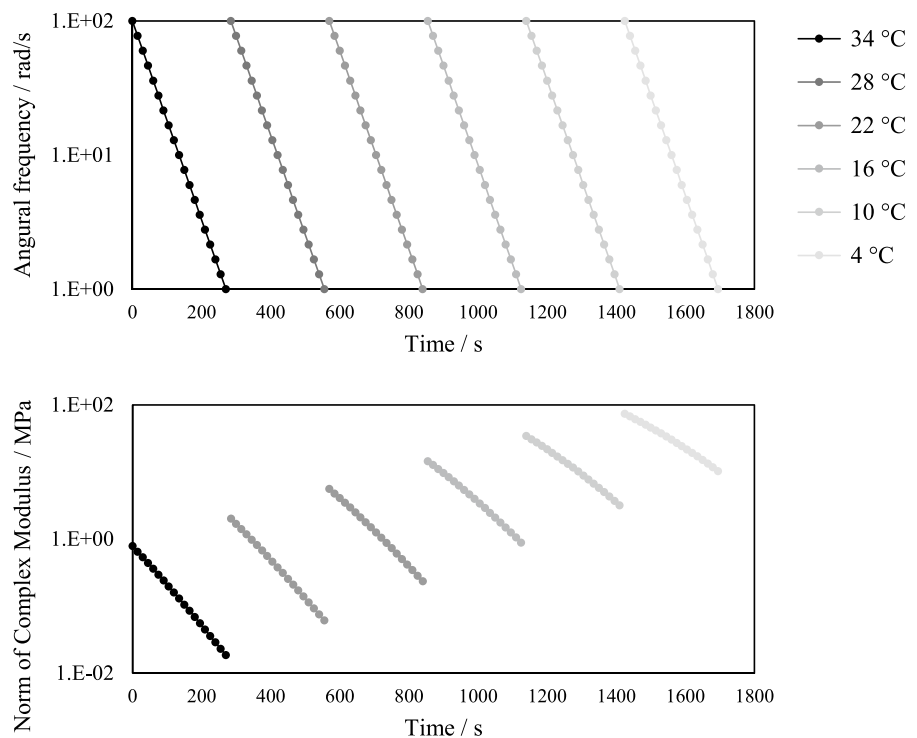 Angural frequency / rad/s
1.E+02
1.E+01
1.E+00
0 200 400 600 800 1000 1200 1400 1600 1800
Time / s
34 °C
28 °C
22 °C
16 °C
10 °C
4 °C
Norm of Complex Modulus / MPa
1.E+02
1.E+00
1.E-02
0 200 400 600 800 1000 1200 1400 1600 1800
Time / s